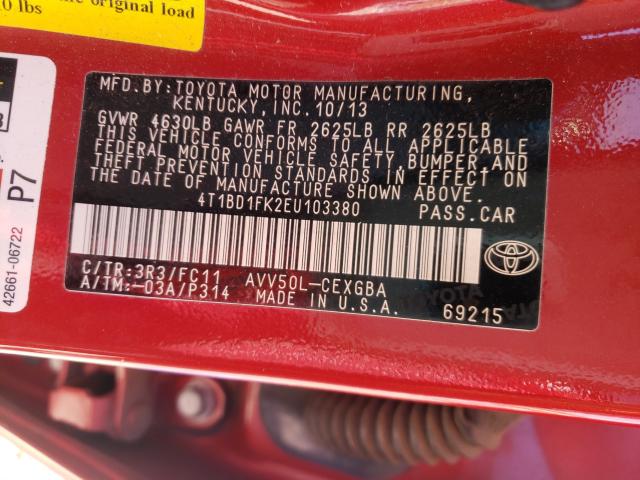 the original load
0 lbs
MFD.BY:TOYOTA MOTOR MANUFACTURING,
KENTUCKY, INC. 10/13
GVWR 4630LB GAWR FR 2625LB RR 2625LB
THIS VEHICLE CONFORMS TO ALL APPLICABLE
FEDERAL MOTOR VEHICLE SAFETY, BUMPER, AND
THEFT PREVENTION STANDARDS IN EFFECT ON
THE DATE OF MANUFACTURE SHOWN ABOVE.
4T1BD1FK2EU103380 PASS.CAR
C/TR:3R3/FC11 AVV50L-CEXGBA
A/TM:-03A/P314 MADE IN U.S.A.
69215
P7
42661-06722